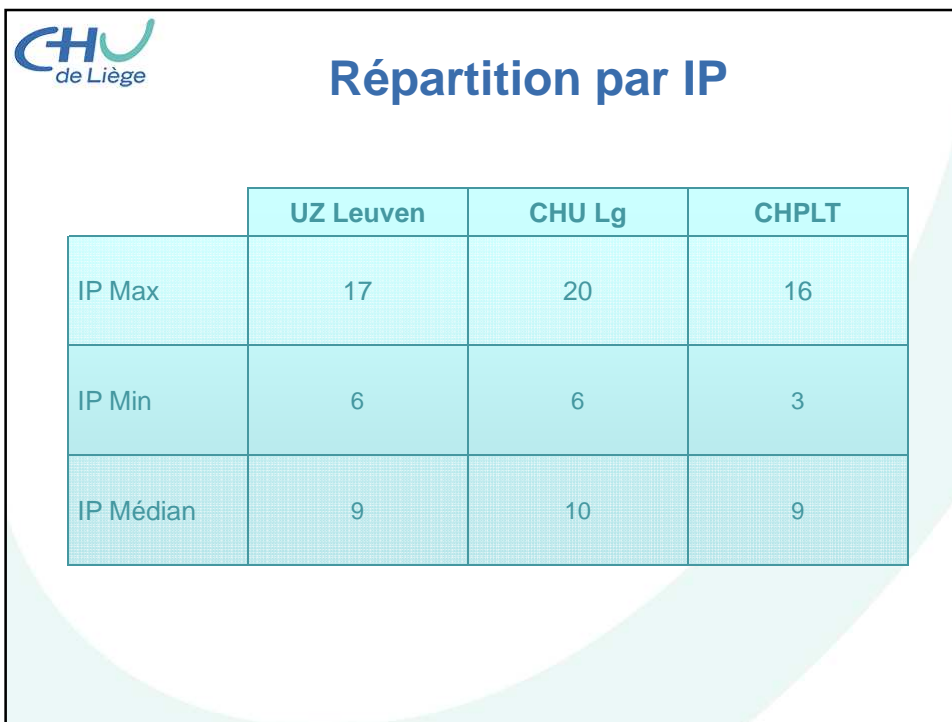 CHU
de Liège
Répartition par IP
UZ Leuven CHU Lg CHPLT
IP Max 17 20 16
IP Min 6 6 3
IP Médian 9 10 9